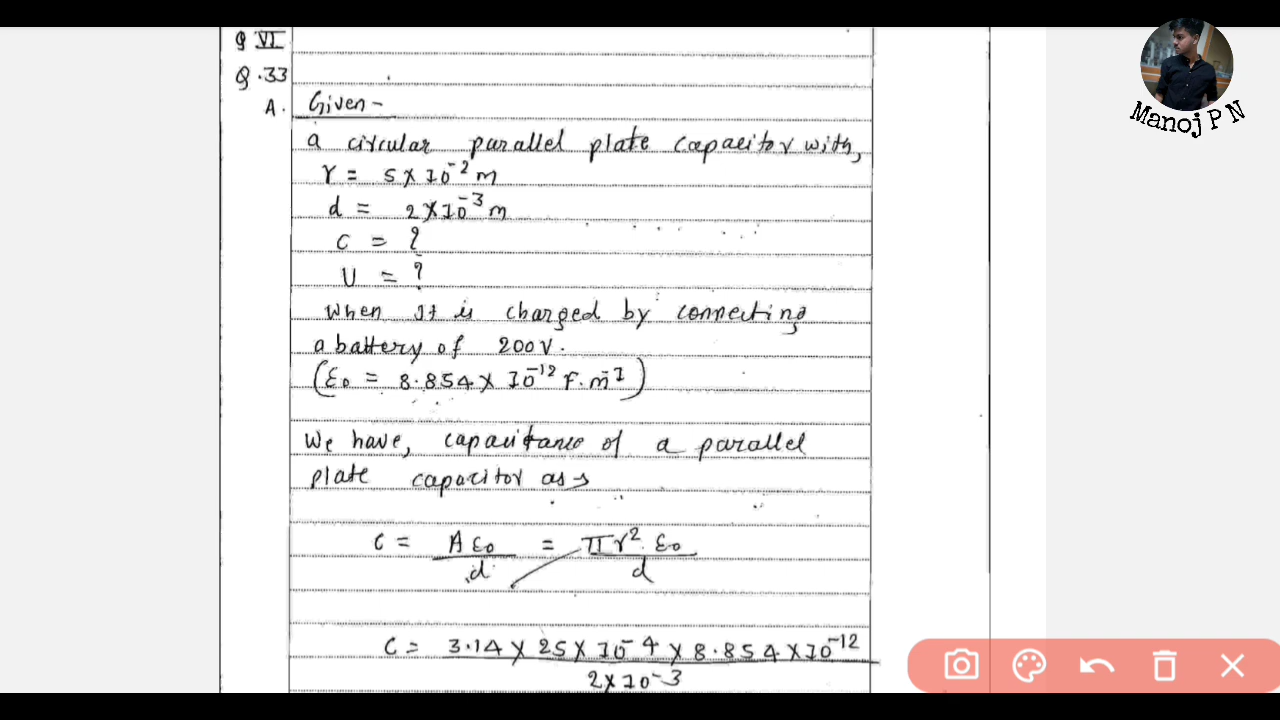 Q VI
Q.33
A. Given -
a circular parallel plate capacitor with,
r = 5 × 10⁻² m
d = 2 × 10⁻³ m
C = ?
U = ?
When It is charged by connecting
a battery of 200V.
(ε₀ = 8.854 × 10⁻¹² F.m⁻¹)
We have, capacitance of a parallel
plate capacitor as →
C = Aε₀/d = πr².ε₀/d
C = 3.14 × 25 × 10⁻⁴ × 8.854 × 10⁻¹²
2 × 10⁻³
Manoj P N